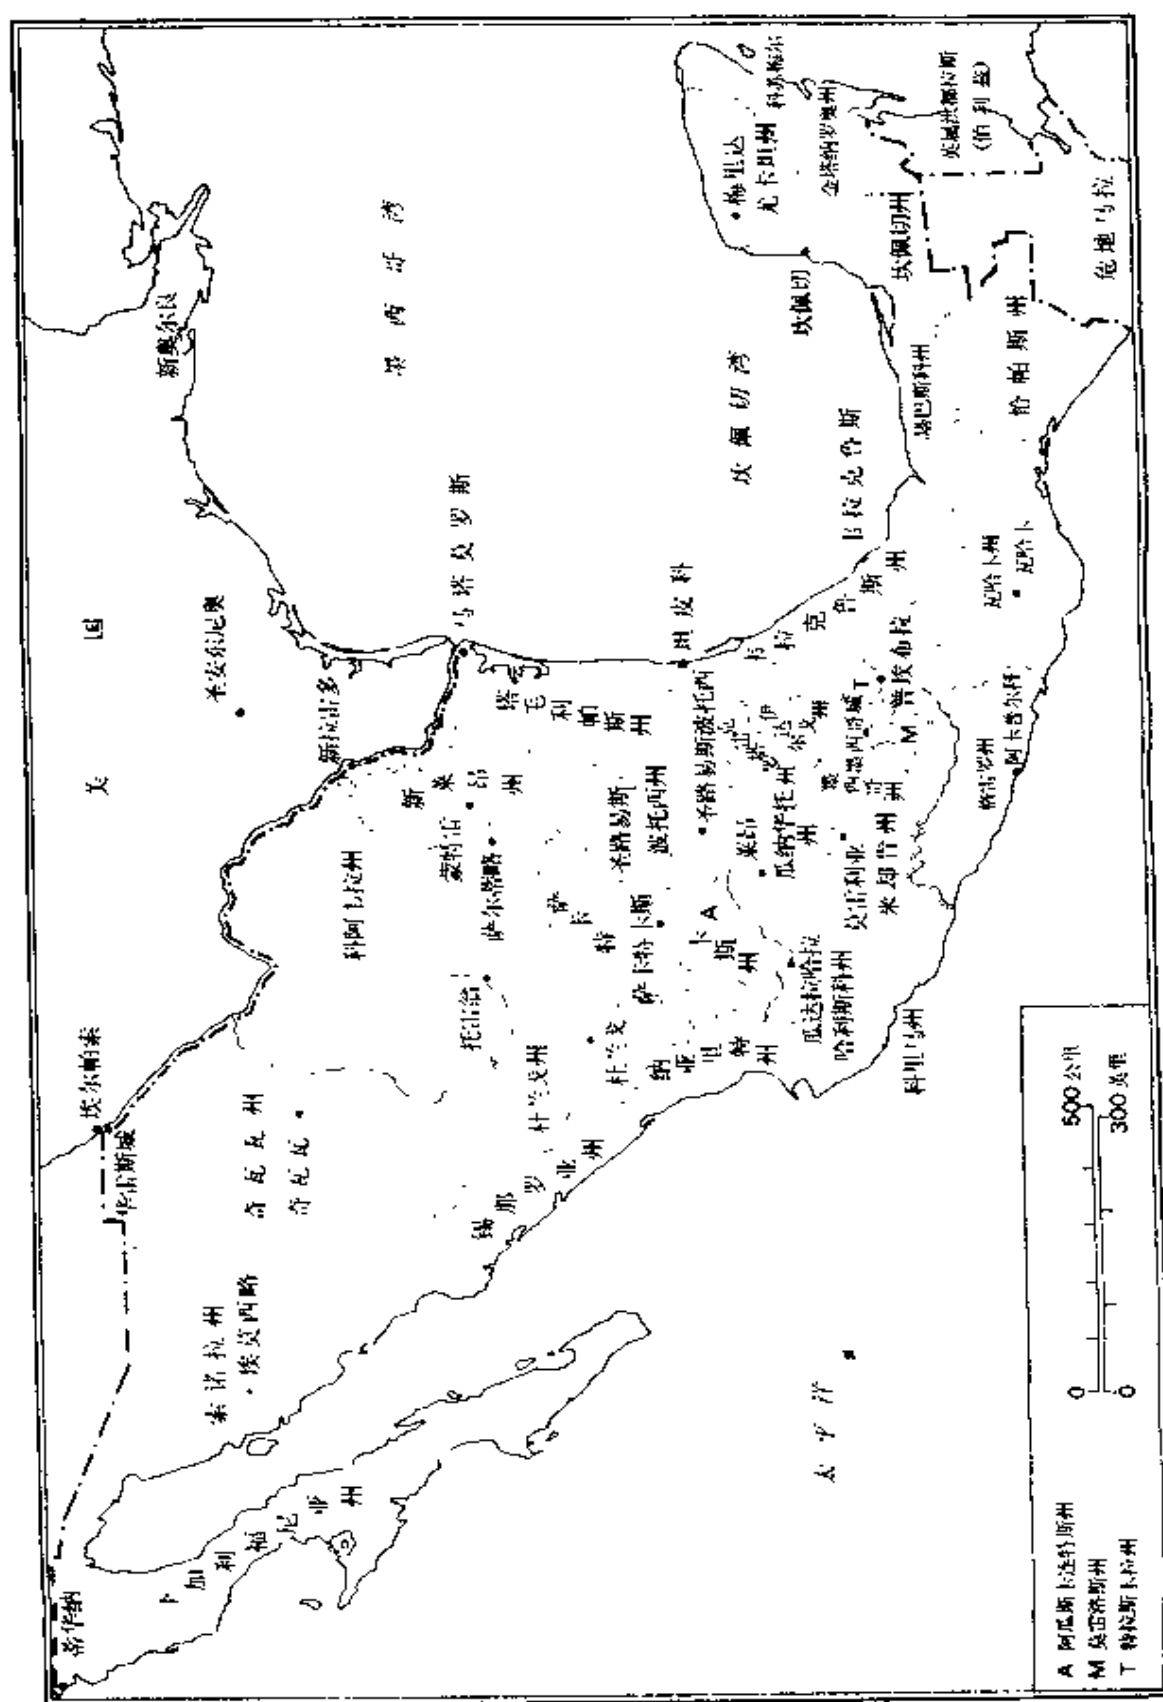 蒂华纳
下加利福尼亚州
索诺拉州
埃莫西略
埃尔帕索
华雷斯城
奇瓦瓦州
奇瓦瓦
美国
圣安东尼奥
新奥尔良
墨西哥湾
科阿韦拉州
新拉雷多
马塔莫罗斯
新莱昂州
蒙特雷
萨尔蒂略
托雷翁
塔毛利帕斯州
锡那罗亚州
杜兰戈州
杜兰戈
萨卡特卡斯州
萨卡特卡斯
圣路易斯波托西州
圣路易斯波托西
坦皮科
纳亚里特州
A
莱昂
瓜纳华托州
克雷塔罗州
伊达尔戈州
瓜达拉哈拉
哈利斯科州
科里马州
莫雷利亚
米却肯州
墨西哥州
墨西哥城
T
M
普埃布拉
韦拉克鲁斯州
韦拉克鲁斯
格雷罗州
阿卡普尔科
瓦哈卡州
瓦哈卡
坎佩切湾
塔巴斯科州
恰帕斯州
坎佩切
坎佩切州
梅里达
尤卡坦州
科苏梅尔
金塔纳罗奥州
英属洪都拉斯
(伯利兹)
危地马拉
太平洋
0 500公里
0 300英里
A 阿瓜斯卡连特斯州
M 莫雷洛斯州
T 特拉斯卡拉州